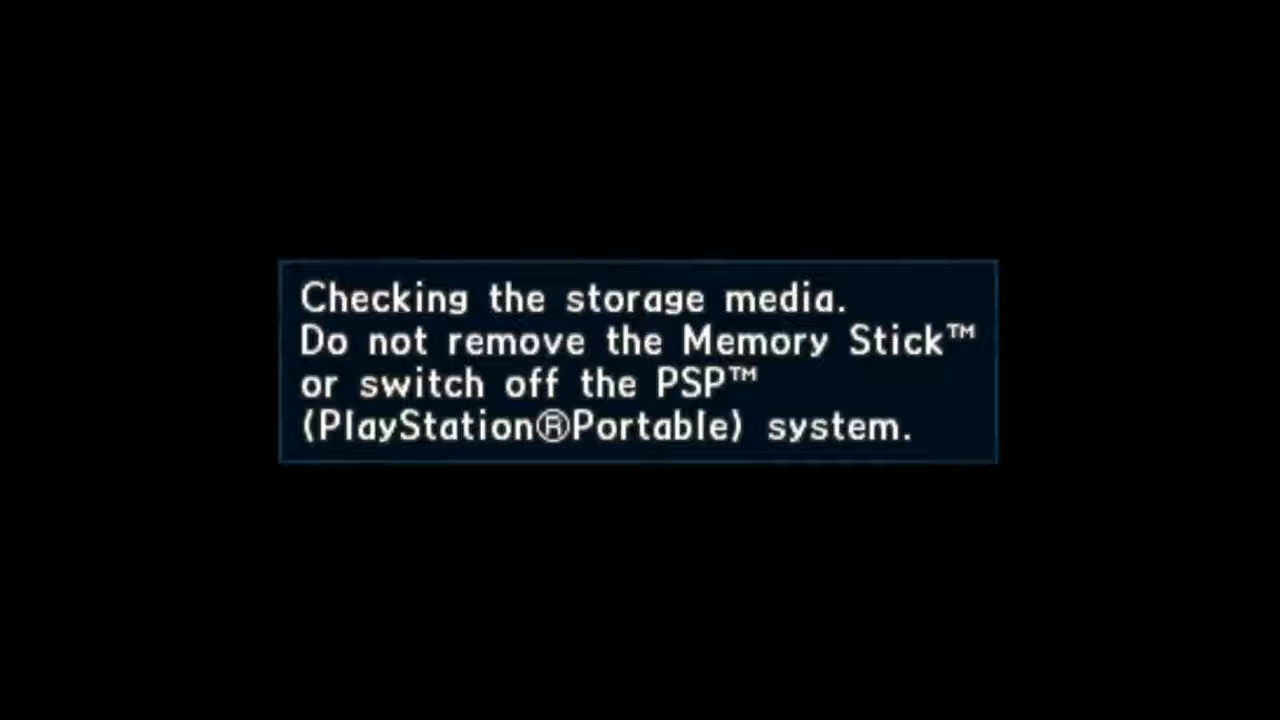 Checking the storage media.
Do not remove the Memory Stick™
or switch off the PSP™
(PlayStation®Portable) system.